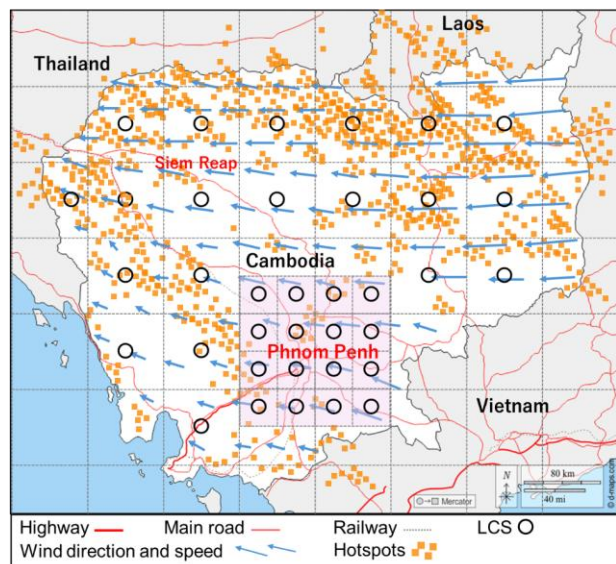 Laos
Thailand
Siem Reap
Cambodia
Phnom Penh
Vietnam
N
80 km
40 mi
Mercator
© d-maps.com
Highway Main road Railway LCS
Wind direction and speed Hotspots